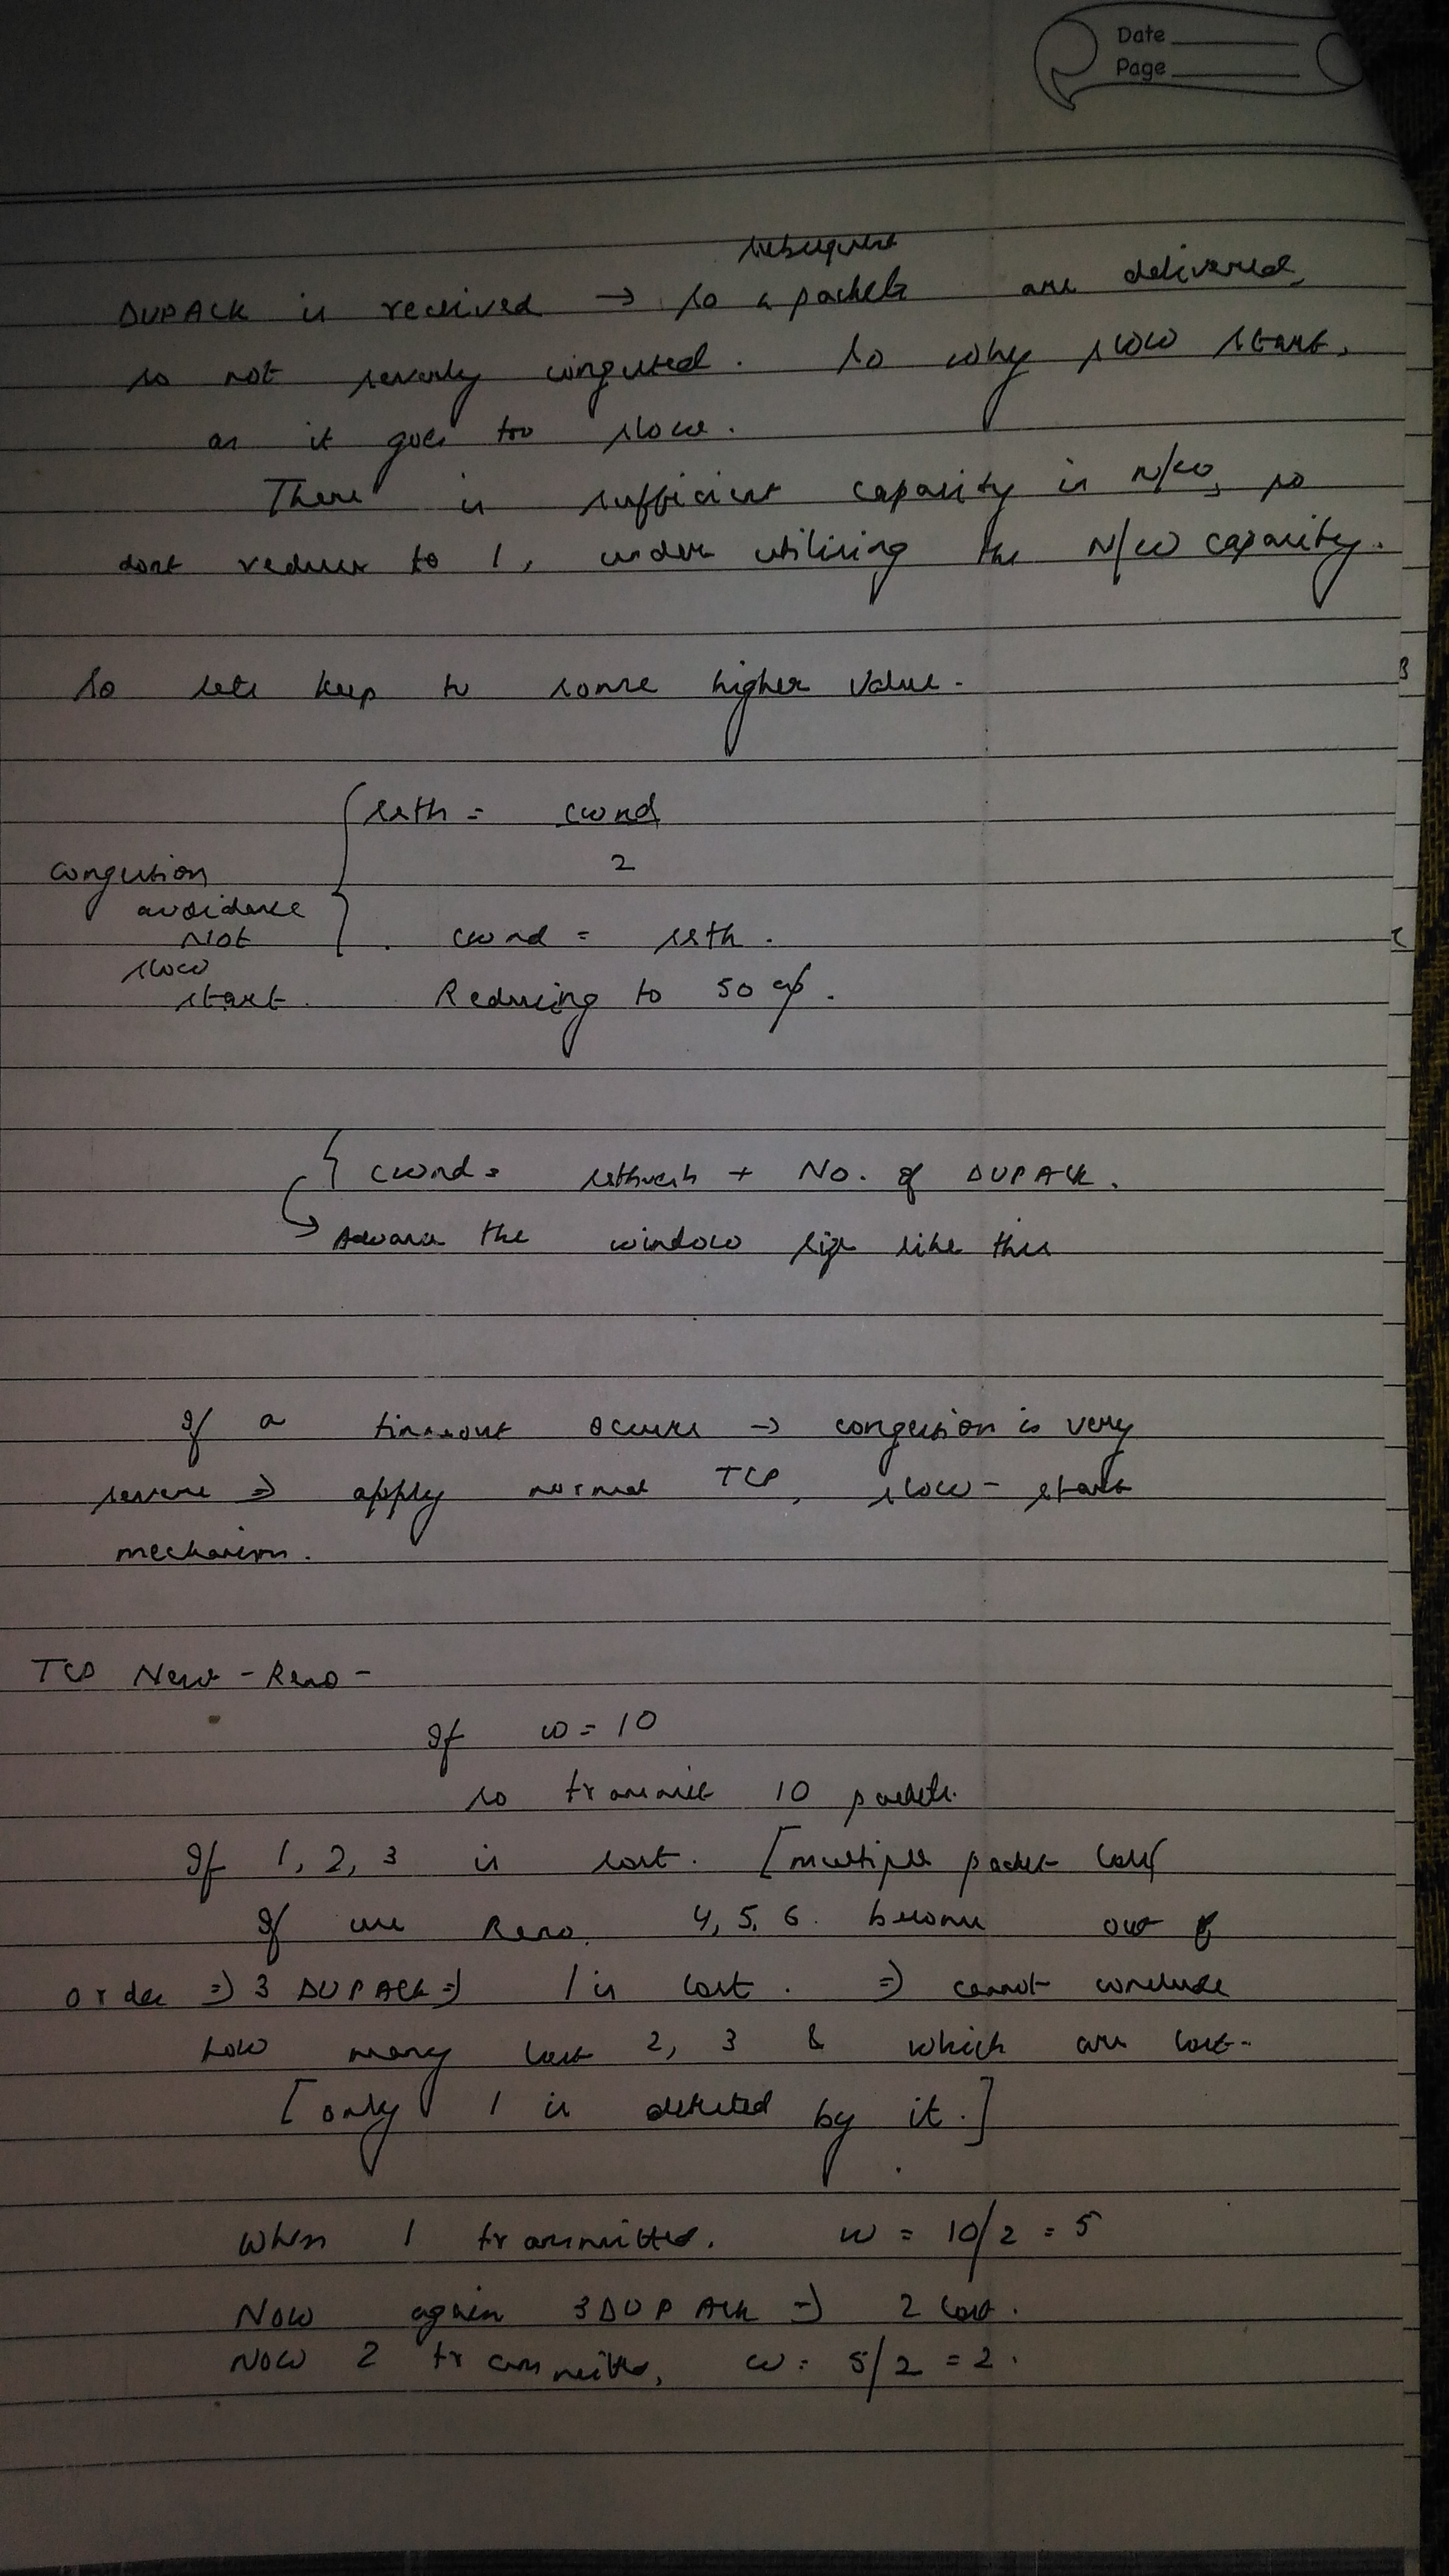 Date
Page
subsequent
DUPACK is received → so packets are delivered,
so not severly congested. So why slow start,
as it goes too slow.
There is sufficient capacity in N/w, so
dont reduce to 1, under utilising the N/W capacity.
So lets keep to some higher value.
ssth = cwnd
2
congestion
avoidance
Not
slow
start.
cwnd = ssth.
Reducing to 50 %.
cwnd = ssthresh + No. of DUPACK.
Advance the window size like this
If a timeout occurs → congestion is very
severe ⇒ apply normal TCP, slow-start
mechanism.
TCP New-Reno-
If w = 10
so transmit 10 packets.
If 1, 2, 3 is lost. [multiple packet loss]
If use Reno, 4, 5, 6. become out of
order ⇒ 3 DUPACK ⇒ 1 is lost. ⇒ cannot conclude
how many lost 2, 3 & which are lost.
[only 1 is detected by it.]
When 1 transmitted. w = 10/2 = 5
Now again 3DUPACK ⇒ 2 lost.
Now 2 transmitted, w = 5/2 = 2.